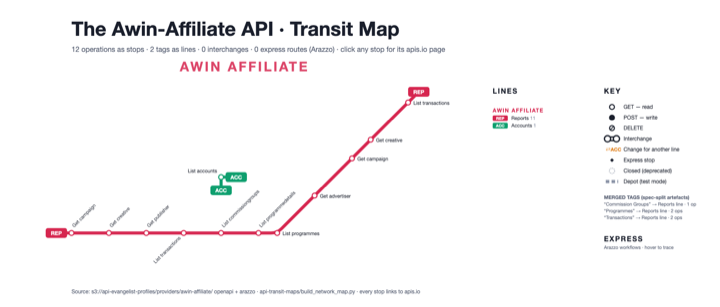 The Awin-Affiliate API · Transit Map
12 operations as stops · 2 tags as lines · 0 interchanges · 0 express routes (Arazzo) · click any stop for its apis.io page
AWIN AFFILIATE
REP
List transactions
Get creative
Get campaign
List accounts
ACC
ACC
Get advertiser
REP
Get campaign
Get creative
Get publisher
List transactions
List commissiongroups
List programmedetails
List programmes
LINES
AWIN AFFILIATE
REP Reports 11
ACC Accounts 1
KEY
GET — read
POST — write
DELETE
Interchange
ACC Change for another line
Express stop
Closed (deprecated)
Depot (test mode)
MERGED TAGS (spec-split artefacts)
"Commission Groups" → Reports line · 1 op
"Programmes" → Reports line · 2 ops
"Transactions" → Reports line · 2 ops
EXPRESS
Arazzo workflows · hover to trace
Source: s3://api-evangelist-profiles/providers/awin-affiliate/ openapi + arazzo · api-transit-maps/build_network_map.py · every stop links to apis.io